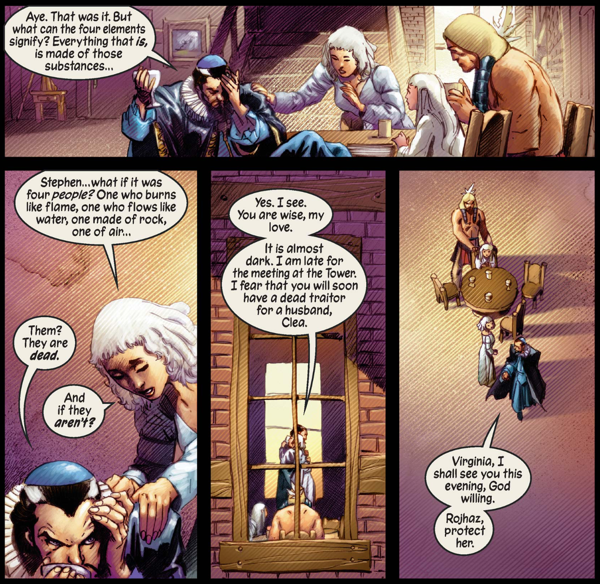 Aye. That was it. But
what can the four elements
signify? Everything that is,
is made of those
substances...
Stephen...what if it was
four people? One who burns
like flame, one who flows like
water, one made of rock,
one of air...
Them?
They are
dead.
And
if they
aren't?
Yes. I see.
You are wise, my
love.
It is almost
dark. I am late for
the meeting at the Tower.
I fear that you will soon
have a dead traitor
for a husband,
Clea.
Virginia, I
shall see you this
evening, God
willing.
Rojhaz,
protect
her.